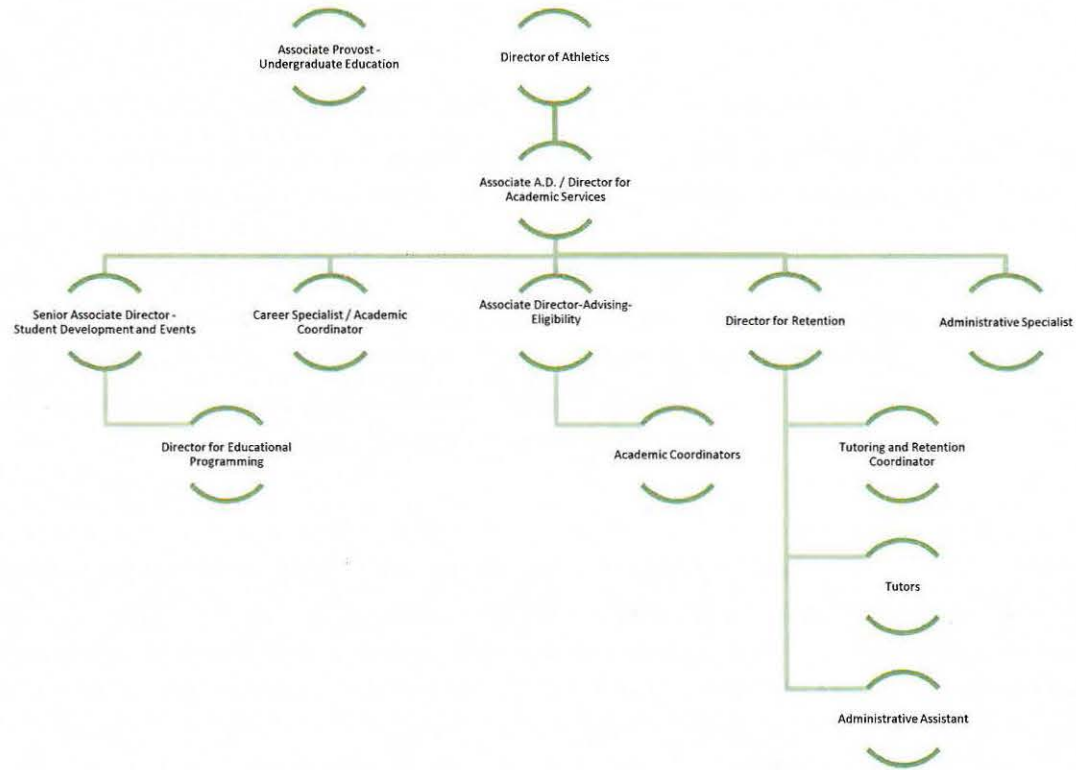 Associate Provost -
Undergraduate Education
Director of Athletics
Associate A.D. / Director for
Academic Services
Senior Associate Director -
Student Development and Events
Career Specialist / Academic
Coordinator
Associate Director-Advising-
Eligibility
Director for Retention
Administrative Specialist
Director for Educational
Programming
Academic Coordinators
Tutoring and Retention
Coordinator
Tutors
Administrative Assistant